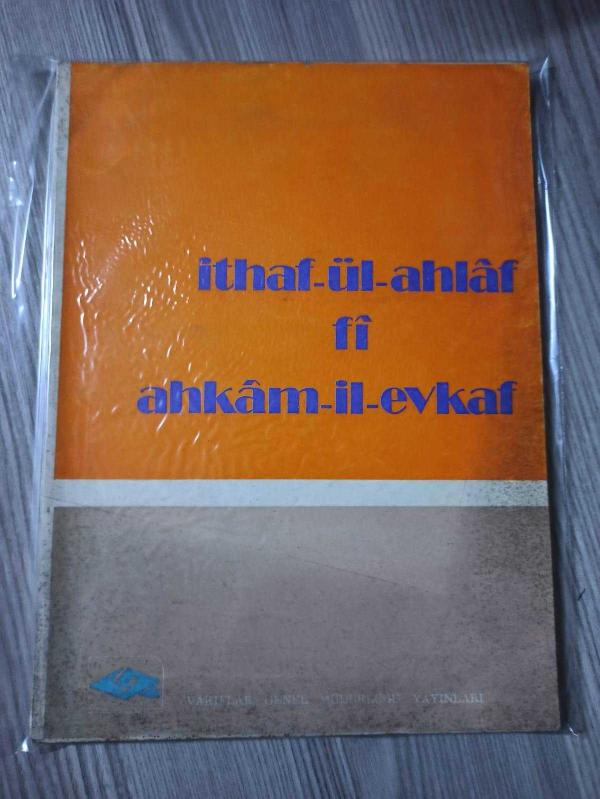 ithaf-ül-ahlâf
fî
ahkâm-il-evkaf
VAKIFLAR GENEL MÜDÜRLÜĞÜ YAYINLARI